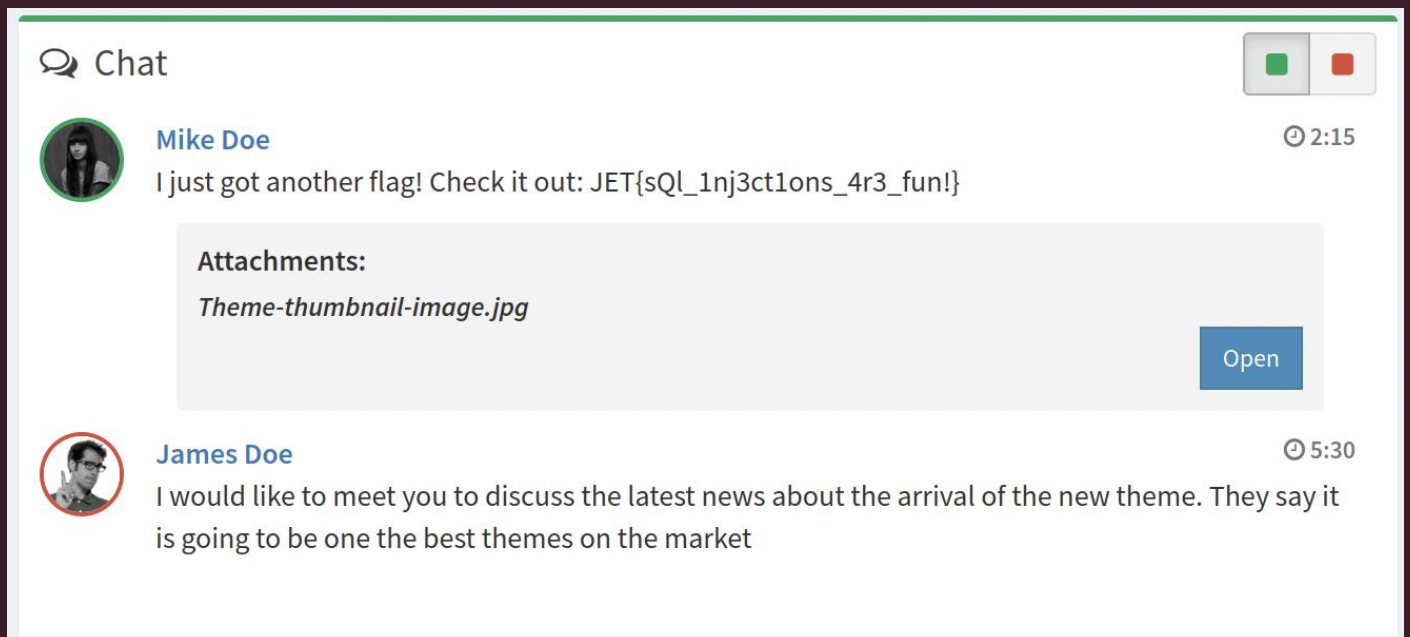 Chat
Mike Doe
2:15
I just got another flag! Check it out: JET{sQl_1nj3ct1ons_4r3_fun!}
Attachments:
Theme-thumbnail-image.jpg
Open
James Doe
5:30
I would like to meet you to discuss the latest news about the arrival of the new theme. They say it
is going to be one the best themes on the market